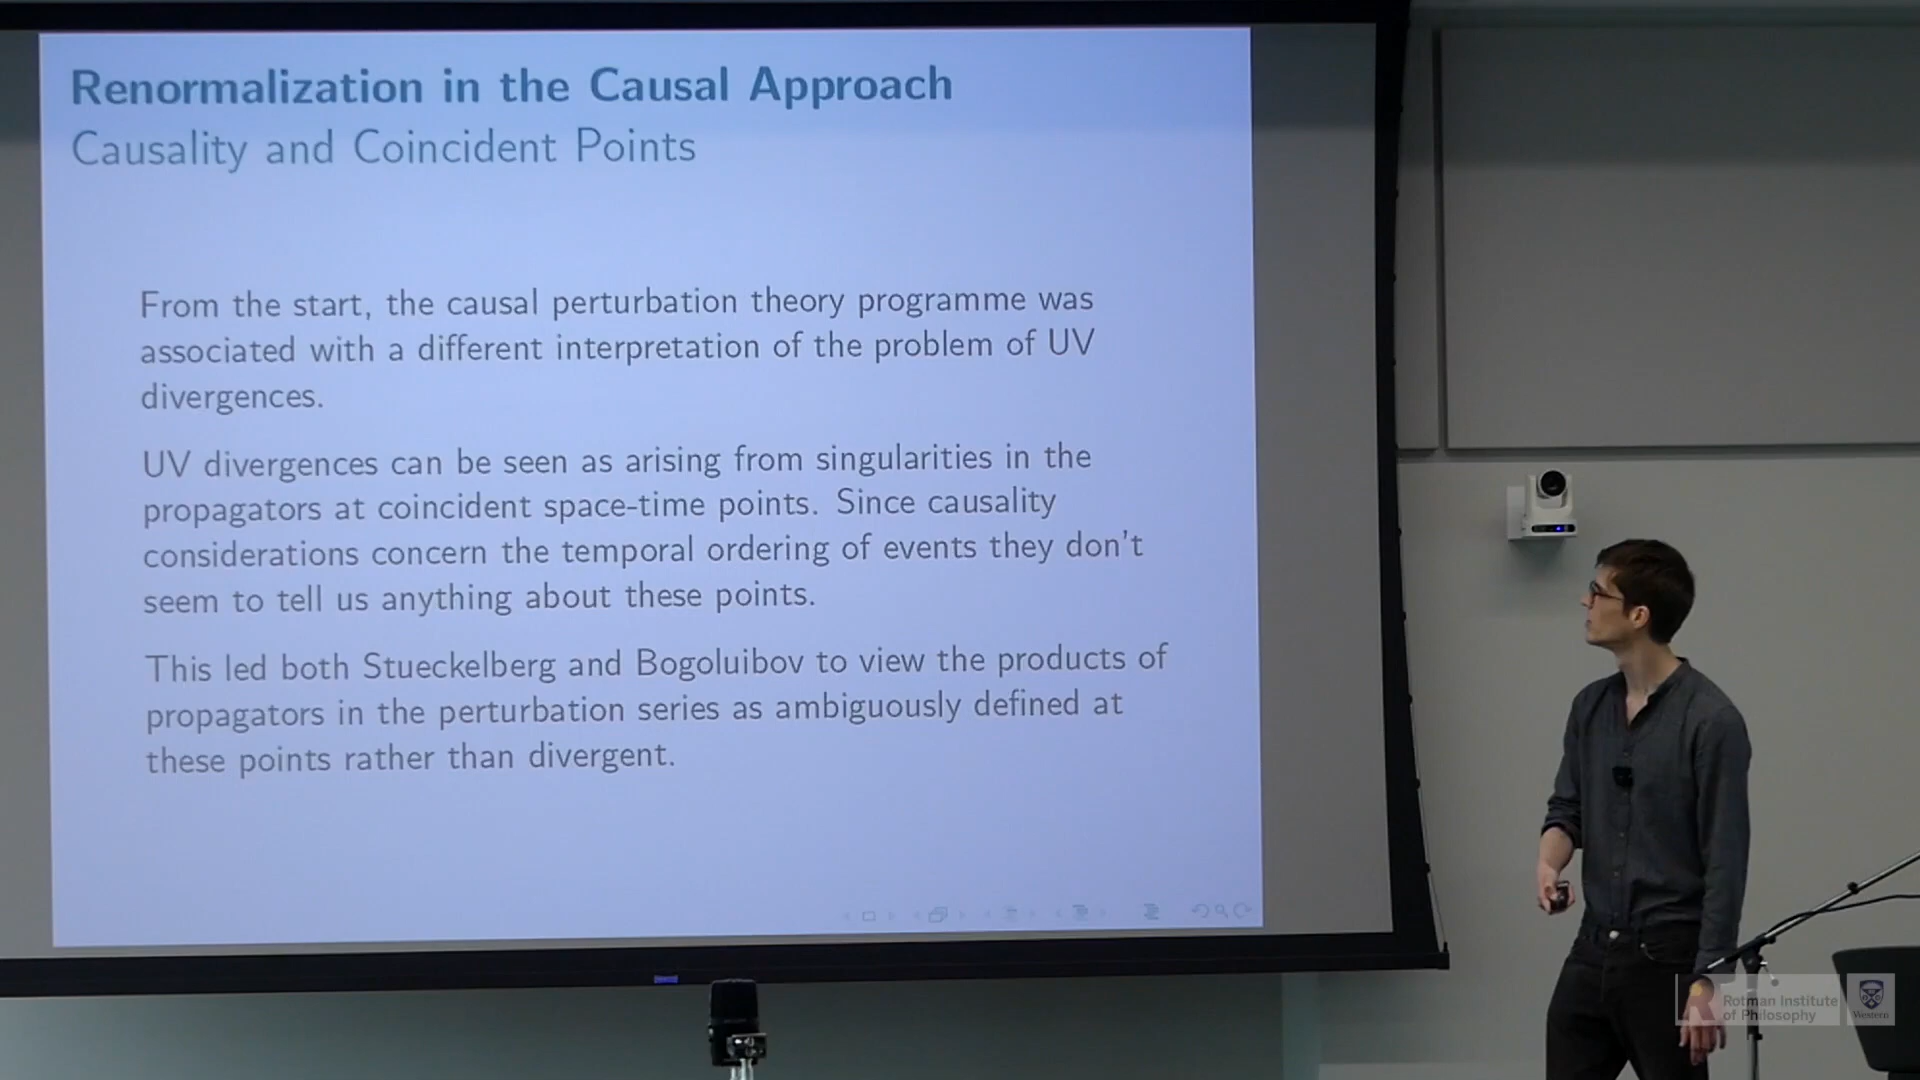 Renormalization in the Causal Approach
Causality and Coincident Points
From the start, the causal perturbation theory programme was
associated with a different interpretation of the problem of UV
divergences.
UV divergences can be seen as arising from singularities in the
propagators at coincident space-time points. Since causality
considerations concern the temporal ordering of events they don't
seem to tell us anything about these points.
This led both Stueckelberg and Bogoluibov to view the products of
propagators in the perturbation series as ambiguously defined at
these points rather than divergent.
R
Rotman Institute
of Philosophy
Western